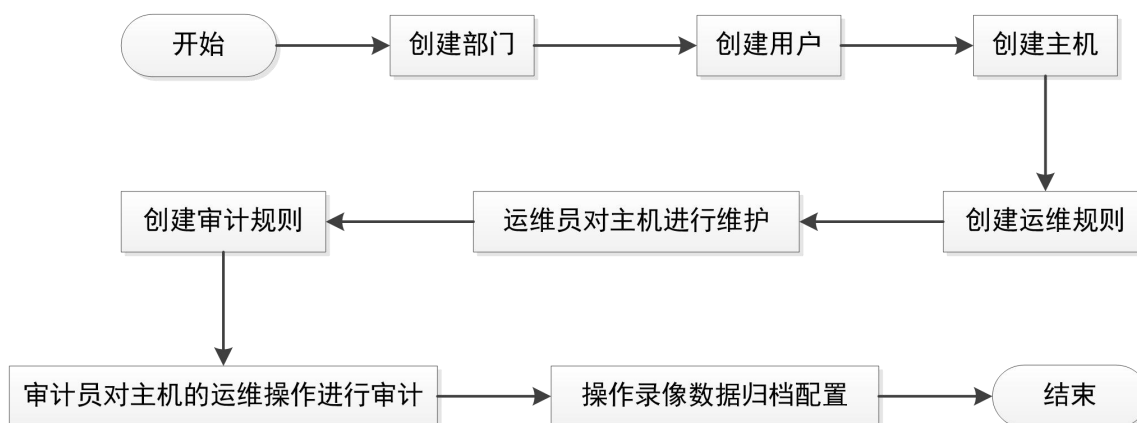 开始
创建部门
创建用户
创建主机
创建运维规则
运维员对主机进行维护
创建审计规则
审计员对主机的运维操作进行审计
操作录像数据归档配置
结束